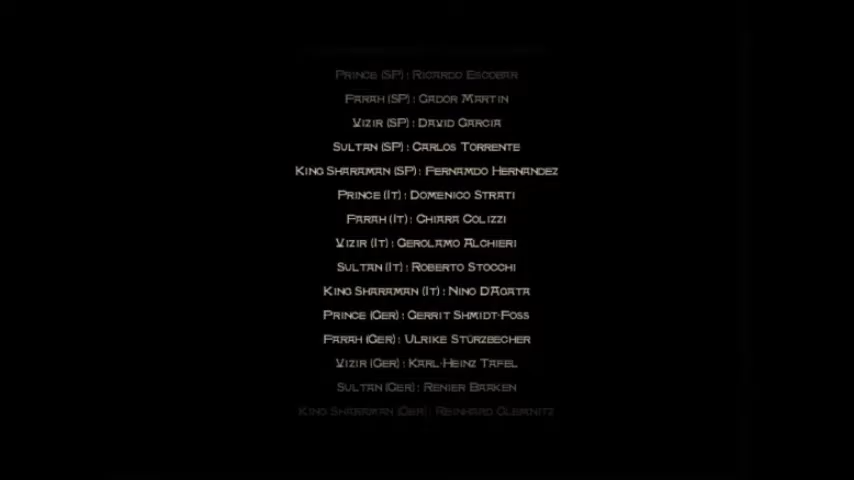 Prince (SP) : Ricardo Escobar
Farah (SP) : Gador Martin
Vizir (SP) : David Garcia
Sultan (SP) : Carlos Torrente
King Sharaman (SP) : Fernamdo Hernandez
Prince (It) : Domenico Strati
Farah (It) : Chiara Colizzi
Vizir (It) : Gerolamo Alchieri
Sultan (It) : Roberto Stocchi
King Sharaman (It) : Nino D'Agata
Prince (Ger) : Gerrit Shmidt-Foss
Farah (Ger) : Ulrike Stürzbecher
Vizir (Ger) : Karl-Heinz Tafel
Sultan (Ger) : Renier Baaken
King Sharaman (Ger) : Reinhard Clemnitz